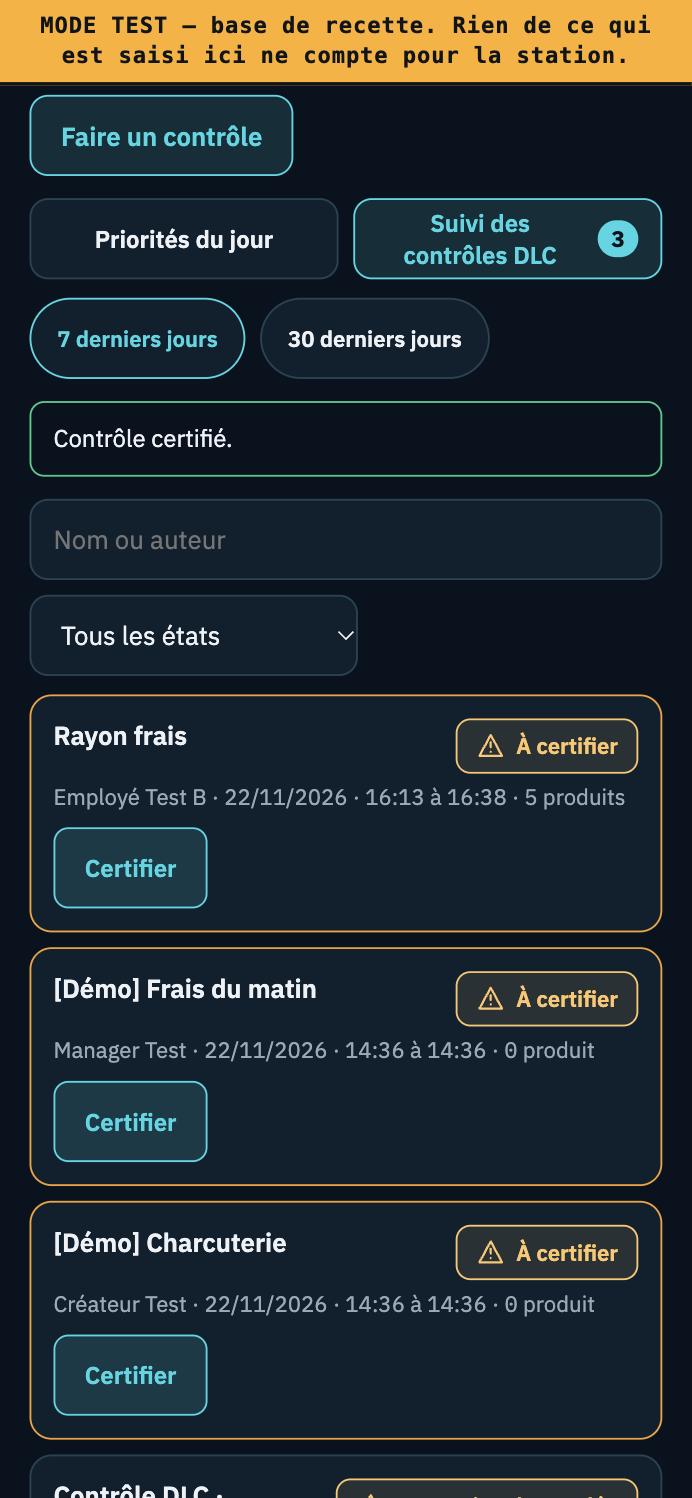 MODE TEST — base de recette. Rien de ce qui
est saisi ici ne compte pour la station.
Faire un contrôle
Priorités du jour
Suivi des
contrôles DLC
3
7 derniers jours
30 derniers jours
Contrôle certifié.
Nom ou auteur
Tous les états
Rayon frais
À certifier
Employé Test B · 22/11/2026 · 16:13 à 16:38 · 5 produits
Certifier
[Démo] Frais du matin
À certifier
Manager Test · 22/11/2026 · 14:36 à 14:36 · 0 produit
Certifier
[Démo] Charcuterie
À certifier
Créateur Test · 22/11/2026 · 14:36 à 14:36 · 0 produit
Certifier
Contrôle DLC ·